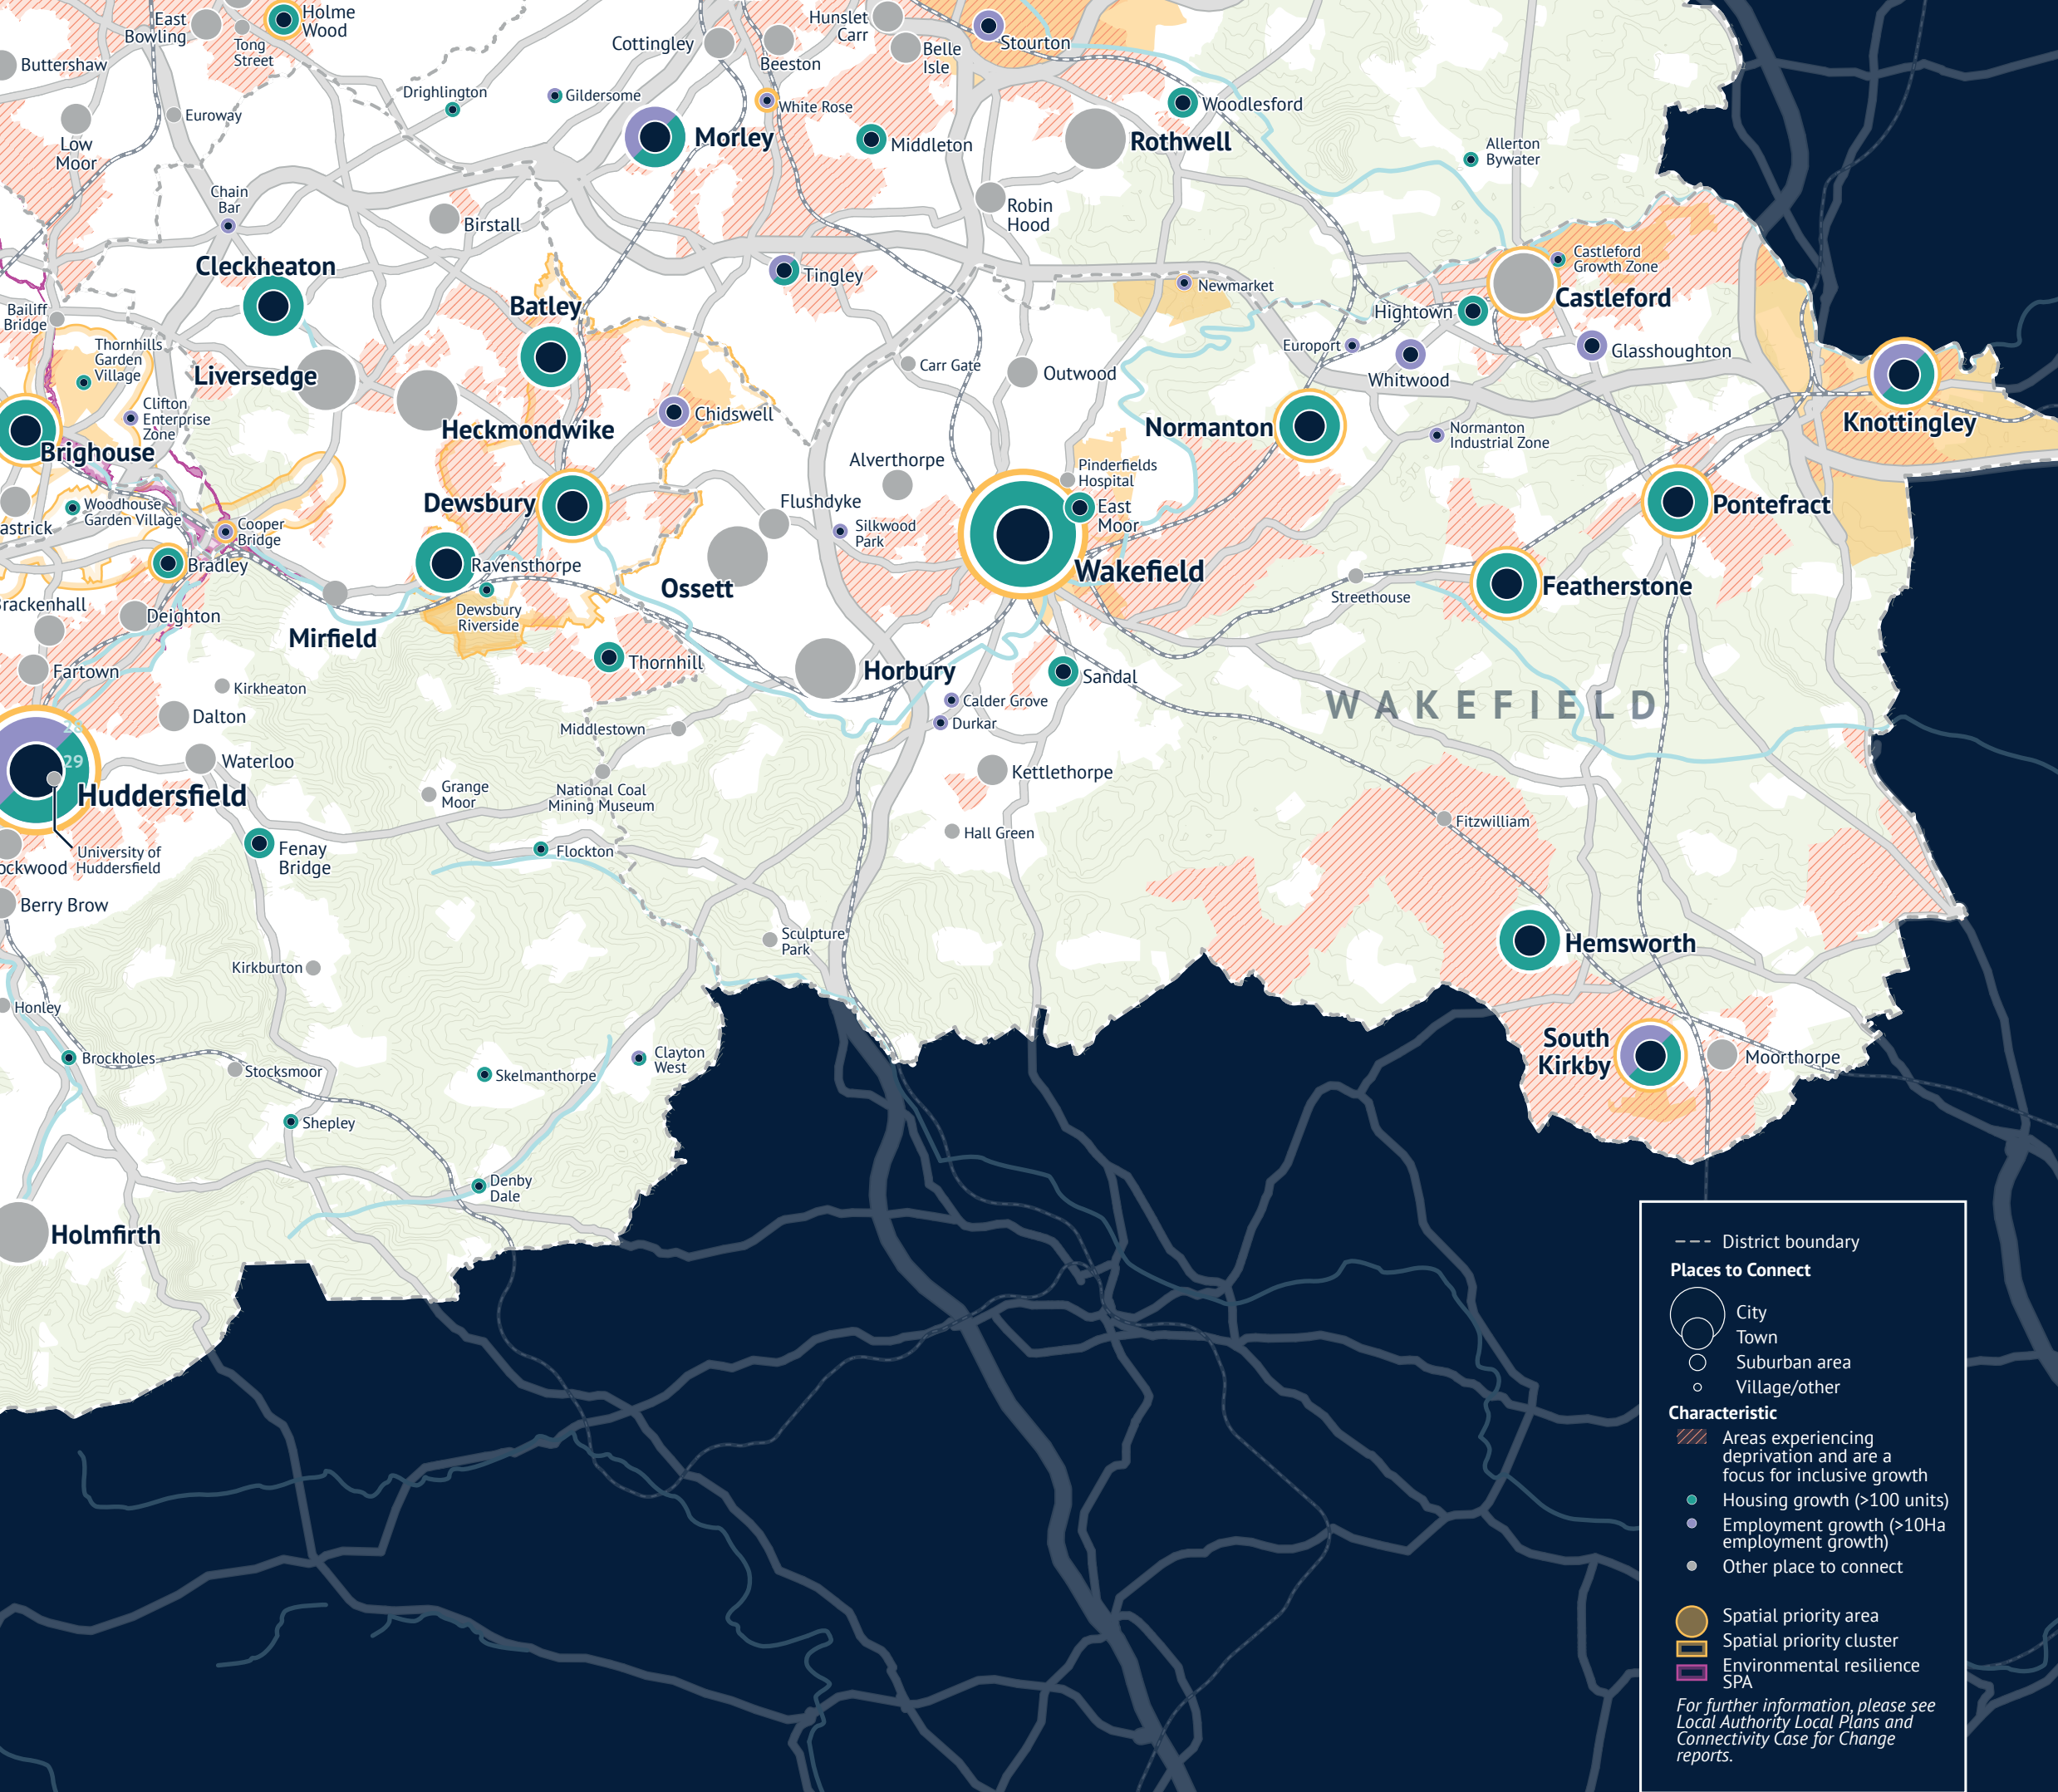 East
Bowling
Tong
Street
Holme
Wood
Buttershaw
Low
Moor
Euroway
Drighlington
Gildersome
Cottingley
Beeston
Hunslet
Carr
Belle
Isle
Stourton
White Rose
Morley
Middleton
Rothwell
Woodlesford
Allerton
Bywater
Chain
Bar
Birstall
Robin
Hood
Cleckheaton
Tingley
Newmarket
Castleford
Growth Zone
Castleford
Bailiff
Bridge
Batley
Hightown
Thornhills
Garden
Village
Liversedge
Carr Gate
Outwood
Europort
Whitwood
Glasshoughton
Clifton
Enterprise
Zone
Chidswell
Heckmondwike
Normanton
Normanton
Industrial Zone
Knottingley
Brighouse
Alverthorpe
Pinderfields
Hospital
Dewsbury
Flushdyke
East
Moor
Pontefract
Woodhouse
Garden Village
Cooper
Bridge
Silkwood
Park
astrick
Bradley
Ravensthorpe
Wakefield
Ossett
Featherstone
Streethouse
Dewsbury
Riverside
Brackenhall
Deighton
Mirfield
Thornhill
Horbury
Sandal
Fartown
Kirkheaton
Calder Grove
WAKEFIELD
Dalton
Durkar
Middlestown
28
29
Waterloo
Kettlethorpe
Huddersfield
Grange
Moor
National Coal
Mining Museum
Fitzwilliam
Hall Green
University of
Huddersfield
ockwood
Fenay
Bridge
Flockton
Berry Brow
Sculpture
Park
Hemsworth
Kirkburton
Honley
South
Kirkby
Moorthorpe
Brockholes
Stocksmoor
Skelmanthorpe
Clayton
West
Shepley
Denby
Dale
Holmfirth
District boundary
Places to Connect
City
Town
Suburban area
Village/other
Characteristic
Areas experiencing
deprivation and are a
focus for inclusive growth
Housing growth (>100 units)
Employment growth (>10Ha
employment growth)
Other place to connect
Spatial priority area
Spatial priority cluster
Environmental resilience
SPA
For further information, please see
Local Authority Local Plans and
Connectivity Case for Change
reports.